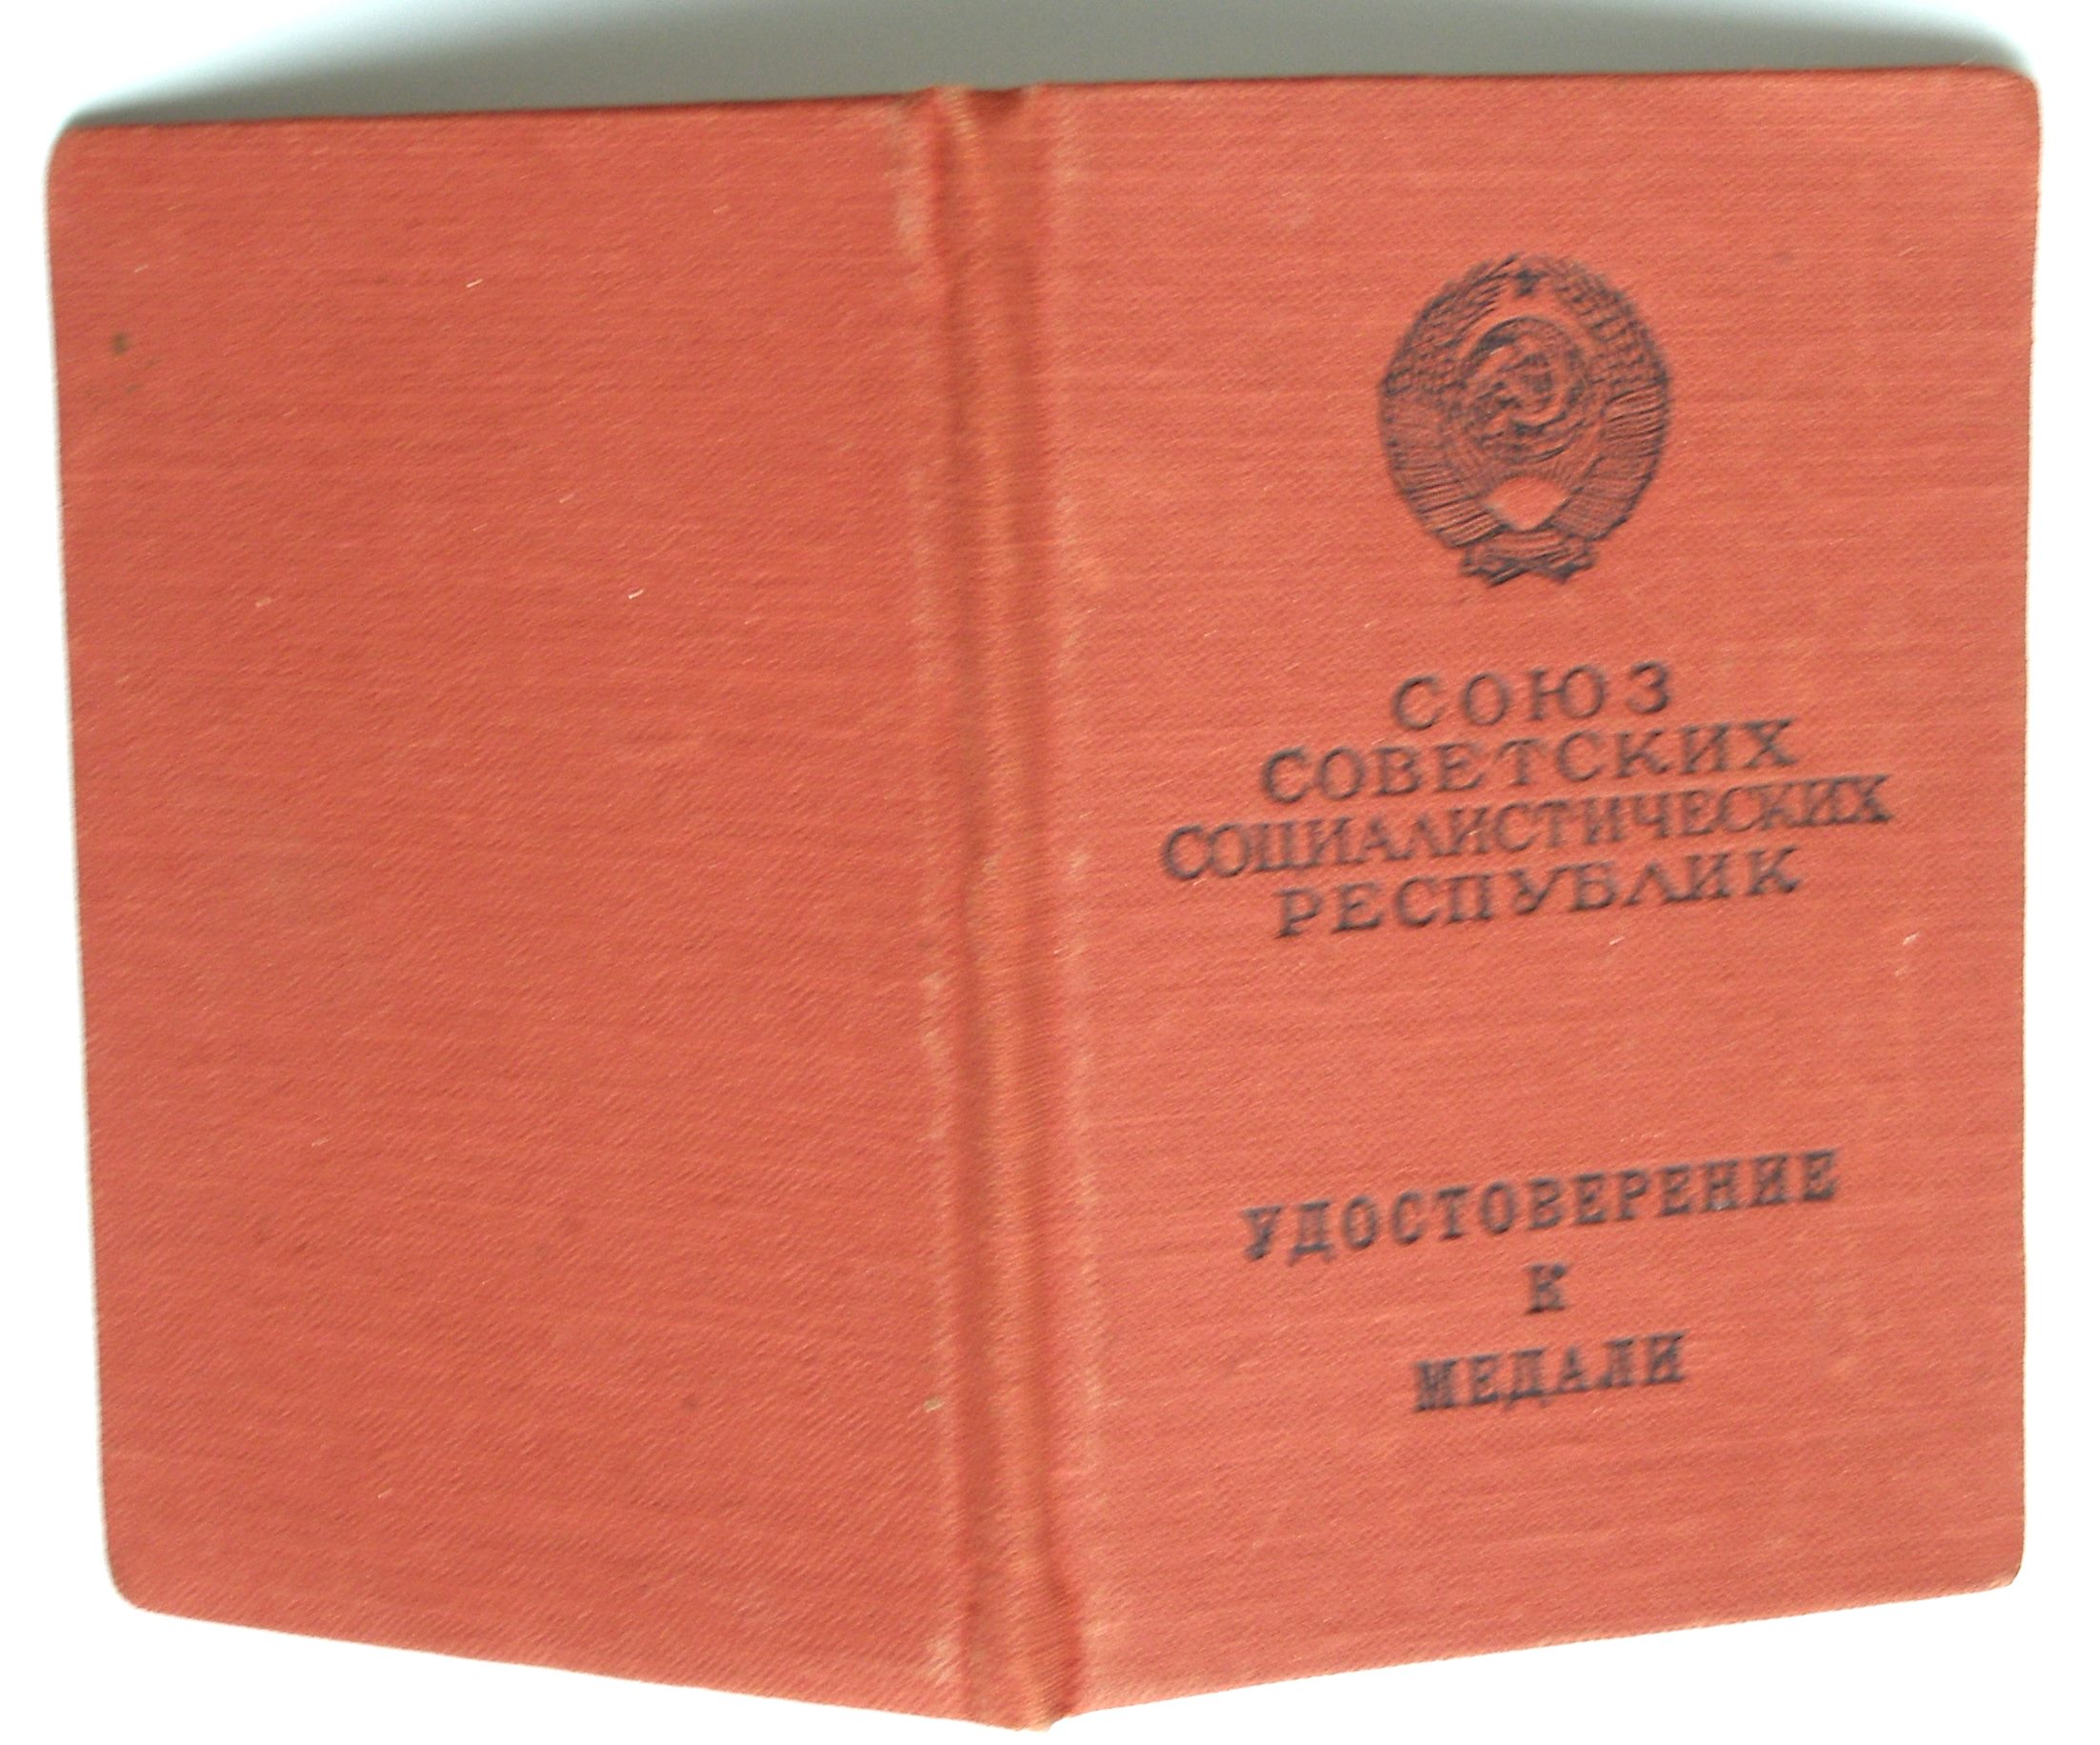 СОЮЗ
СОВЕТСКИХ
СОЦИАЛИСТИЧЕСКИХ
РЕСПУБЛИК
УДОСТОВЕРЕНИЕ
К
МЕДАЛИ